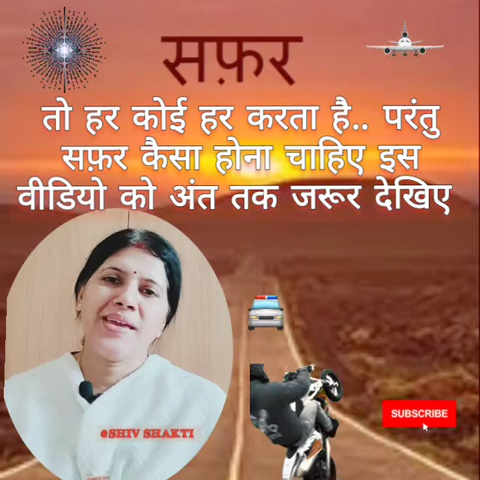 सफ़र
तो हर कोई हर करता है.. परंतु
सफ़र कैसा होना चाहिए इस
वीडियो को अंत तक जरूर देखिए
@SHIV SHAKTI
SUBSCRIBE